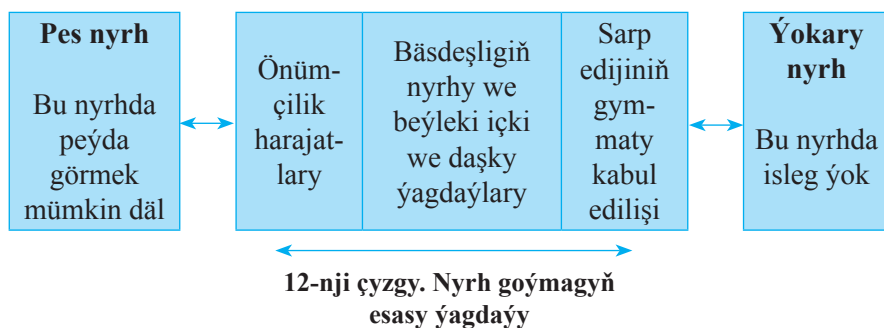 Pes nyrh
Bu nyrhda
peýda
görmek
mümkin däl
Önüm-
çilik
harajat-
lary
Bäsdeşligiň
nyrhy we
beýleki içki
we daşky
ýagdaýlary
Sarp
edijiniň
gym-
maty
kabul
edilişi
Ýokary
nyrh
Bu nyrhda
isleg ýok
12-nji çyzgy. Nyrh goýmagyň
esasy ýagdaýy